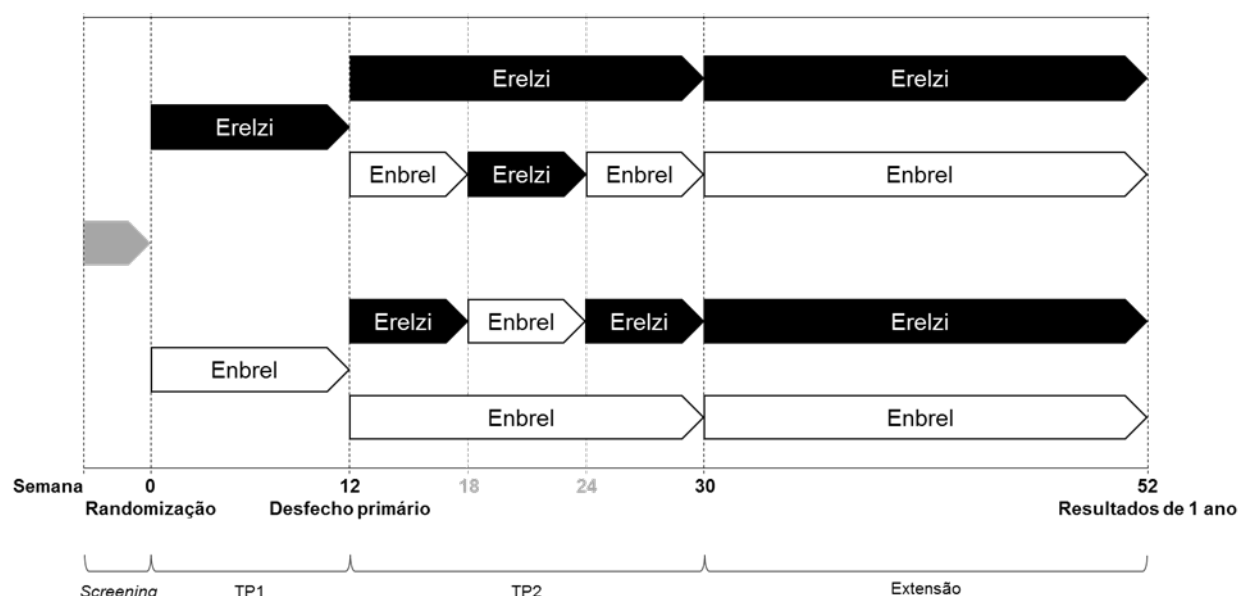 Erelzi Erelzi
Erelzi
Enbrel Erelzi Enbrel Enbrel
Erelzi Enbrel Erelzi Erelzi
Enbrel
Enbrel Enbrel
Semana 0 12 18 24 30 52
Randomização Desfecho primário Resultados de 1 ano
Screening TP1 TP2 Extensão